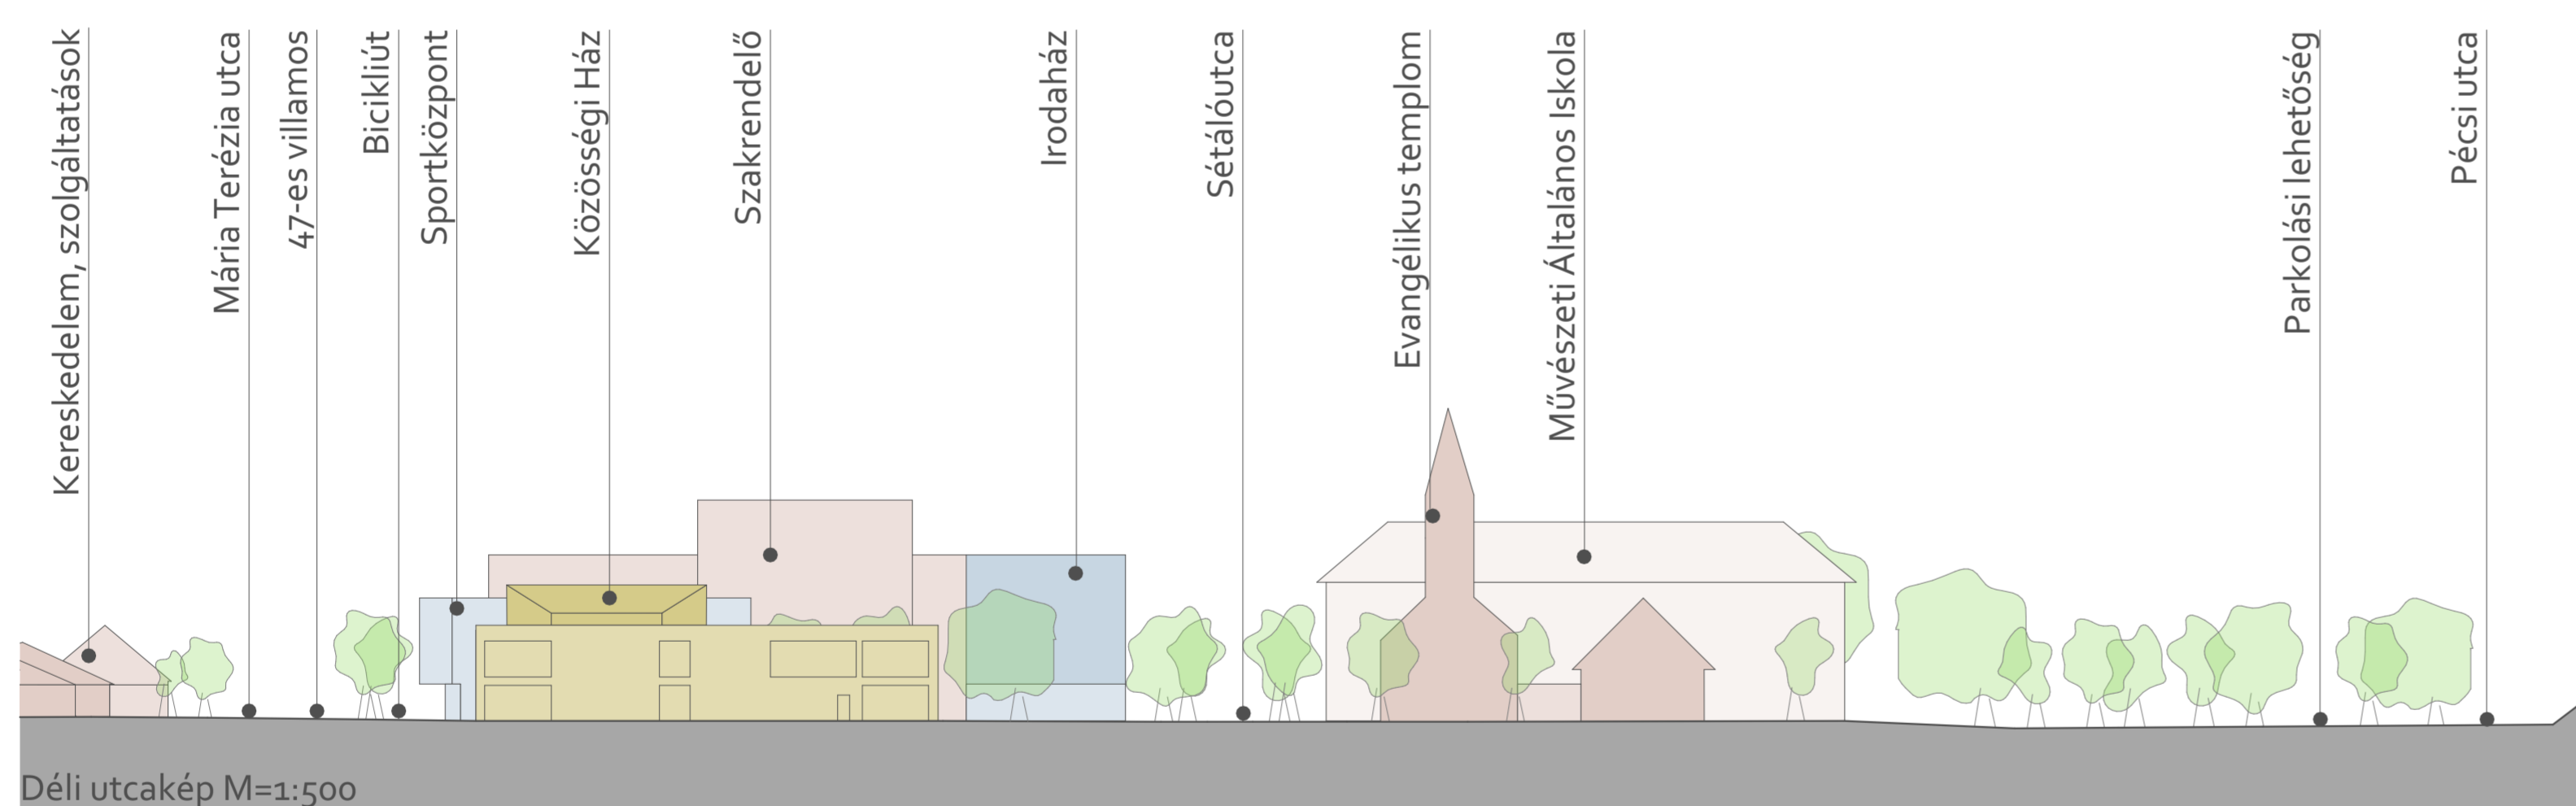 Kereskedelem, szolgáltatások
Mária Terézia utca
47-es villamos
Bicikliút
Sportközpont
Közösségi Ház
Szakrendelő
Irodaház
Sétálóutca
Evangélikus templom
Művészeti Általános Iskola
Parkolási lehetőség
Pécsi utca
Déli utcakép M=1:500